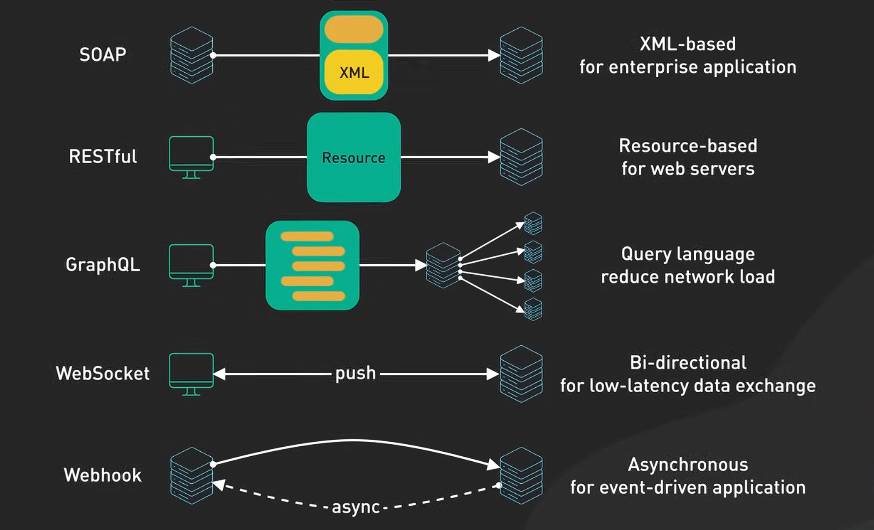 SOAP
XML
XML-based
for enterprise application
RESTful
Resource
Resource-based
for web servers
GraphQL
Query language
reduce network load
WebSocket
push
Bi-directional
for low-latency data exchange
Webhook
async
Asynchronous
for event-driven application